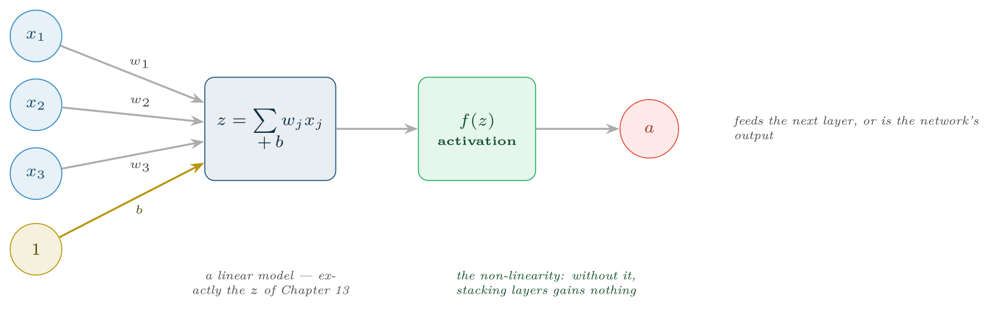 x₁
w₁
x₂
w₂
x₃
w₃
1
b
z = ∑ wⱼxⱼ
+ b
f(z)
activation
a
feeds the next layer, or is the network's
output
a linear model — ex-
actly the z of Chapter 13
the non-linearity: without it,
stacking layers gains nothing